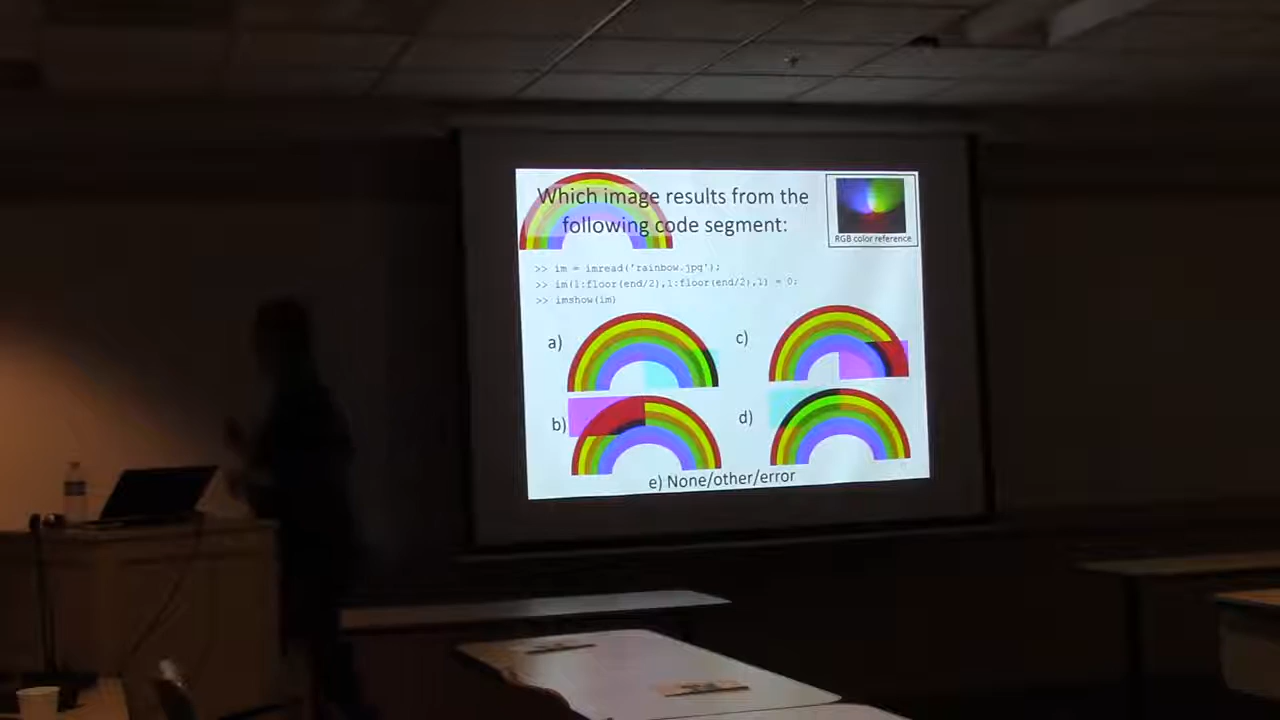 Which image results from the
following code segment:
RGB color reference
>> im = imread('rainbow.jpg');
>> im(1:floor(end/2),1:floor(end/2),1) = 0;
>> imshow(im)
a)
c)
b)
d)
e) None/other/error